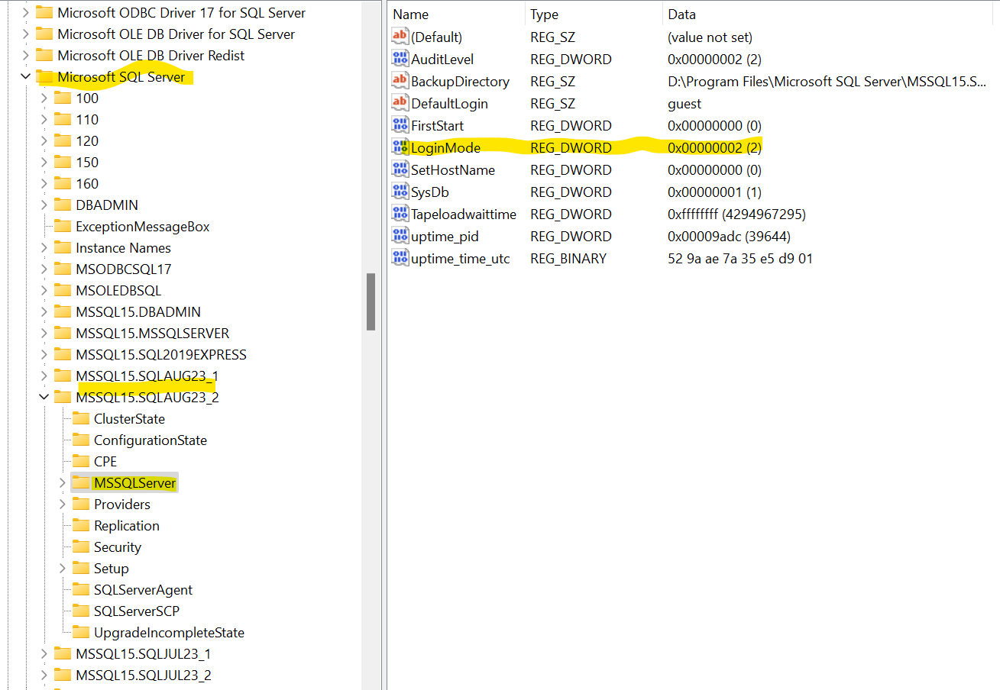 Microsoft ODBC Driver 17 for SQL Server
Microsoft OLE DB Driver for SQL Server
Microsoft OLE DB Driver Redist
Microsoft SQL Server
100
110
120
150
160
DBADMIN
ExceptionMessageBox
Instance Names
MSODBCSQL17
MSOLEDBSQL
MSSQL15.DBADMIN
MSSQL15.MSSQLSERVER
MSSQL15.SQL2019EXPRESS
MSSQL15.SQLAUG23_1
MSSQL15.SQLAUG23_2
ClusterState
ConfigurationState
CPE
MSSQLServer
Providers
Replication
Security
Setup
SQLServerAgent
SQLServerSCP
UpgradeIncompleteState
MSSQL15.SQLJUL23_1
MSSQL15.SQLJUL23_2
Name Type Data
(Default) REG_SZ (value not set)
AuditLevel REG_DWORD 0x00000002 (2)
BackupDirectory REG_SZ D:\Program Files\Microsoft SQL Server\MSSQL15.S...
DefaultLogin REG_SZ guest
FirstStart REG_DWORD 0x00000000 (0)
LoginMode REG_DWORD 0x00000002 (2)
SetHostName REG_DWORD 0x00000000 (0)
SysDb REG_DWORD 0x00000001 (1)
Tapeloadwaittime REG_DWORD 0xffffffff (4294967295)
uptime_pid REG_DWORD 0x00009adc (39644)
uptime_time_utc REG_BINARY 52 9a ae 7a 35 e5 d9 01